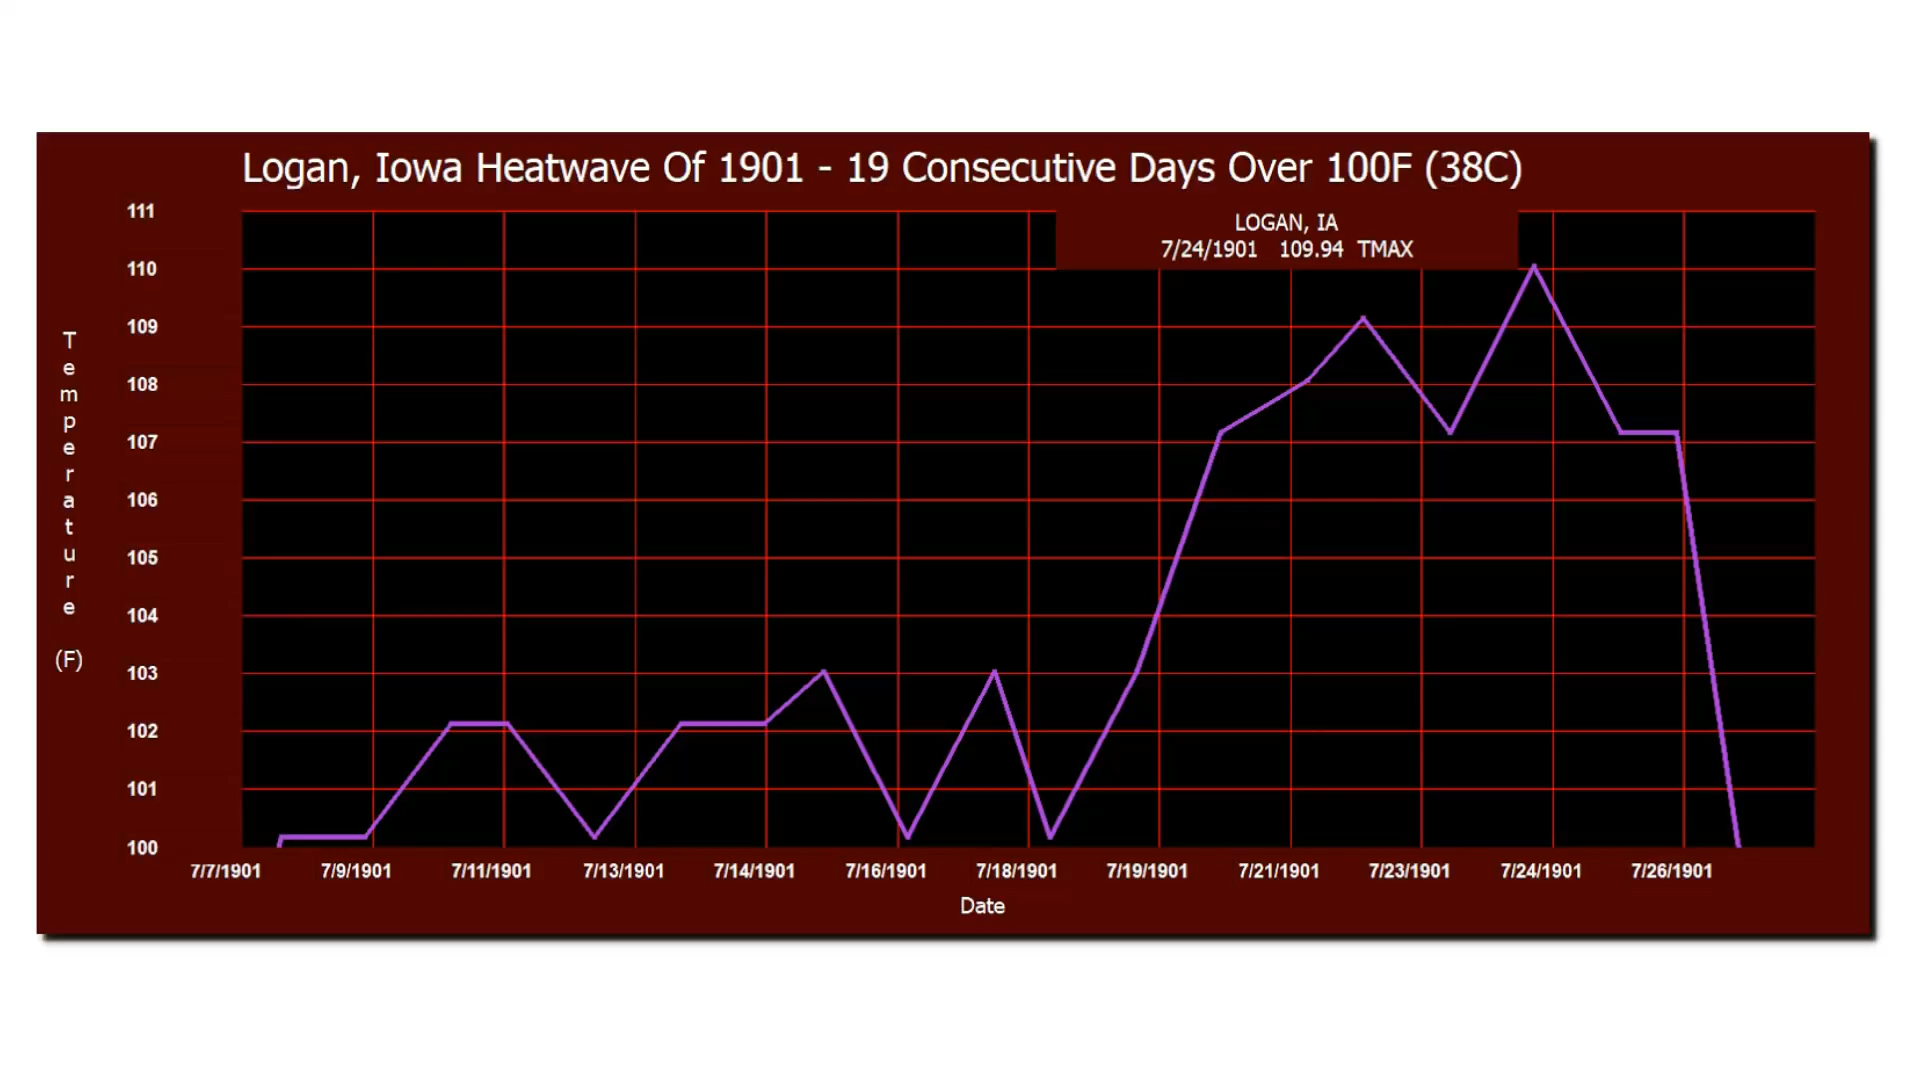 Logan, Iowa Heatwave Of 1901 - 19 Consecutive Days Over 100F (38C)
LOGAN, IA
7/24/1901 109.94 TMAX
111
110
109
108
107
106
105
104
103
102
101
100
Temperature (F)
7/7/1901 7/9/1901 7/11/1901 7/13/1901 7/14/1901 7/16/1901 7/18/1901 7/19/1901 7/21/1901 7/23/1901 7/24/1901 7/26/1901
Date